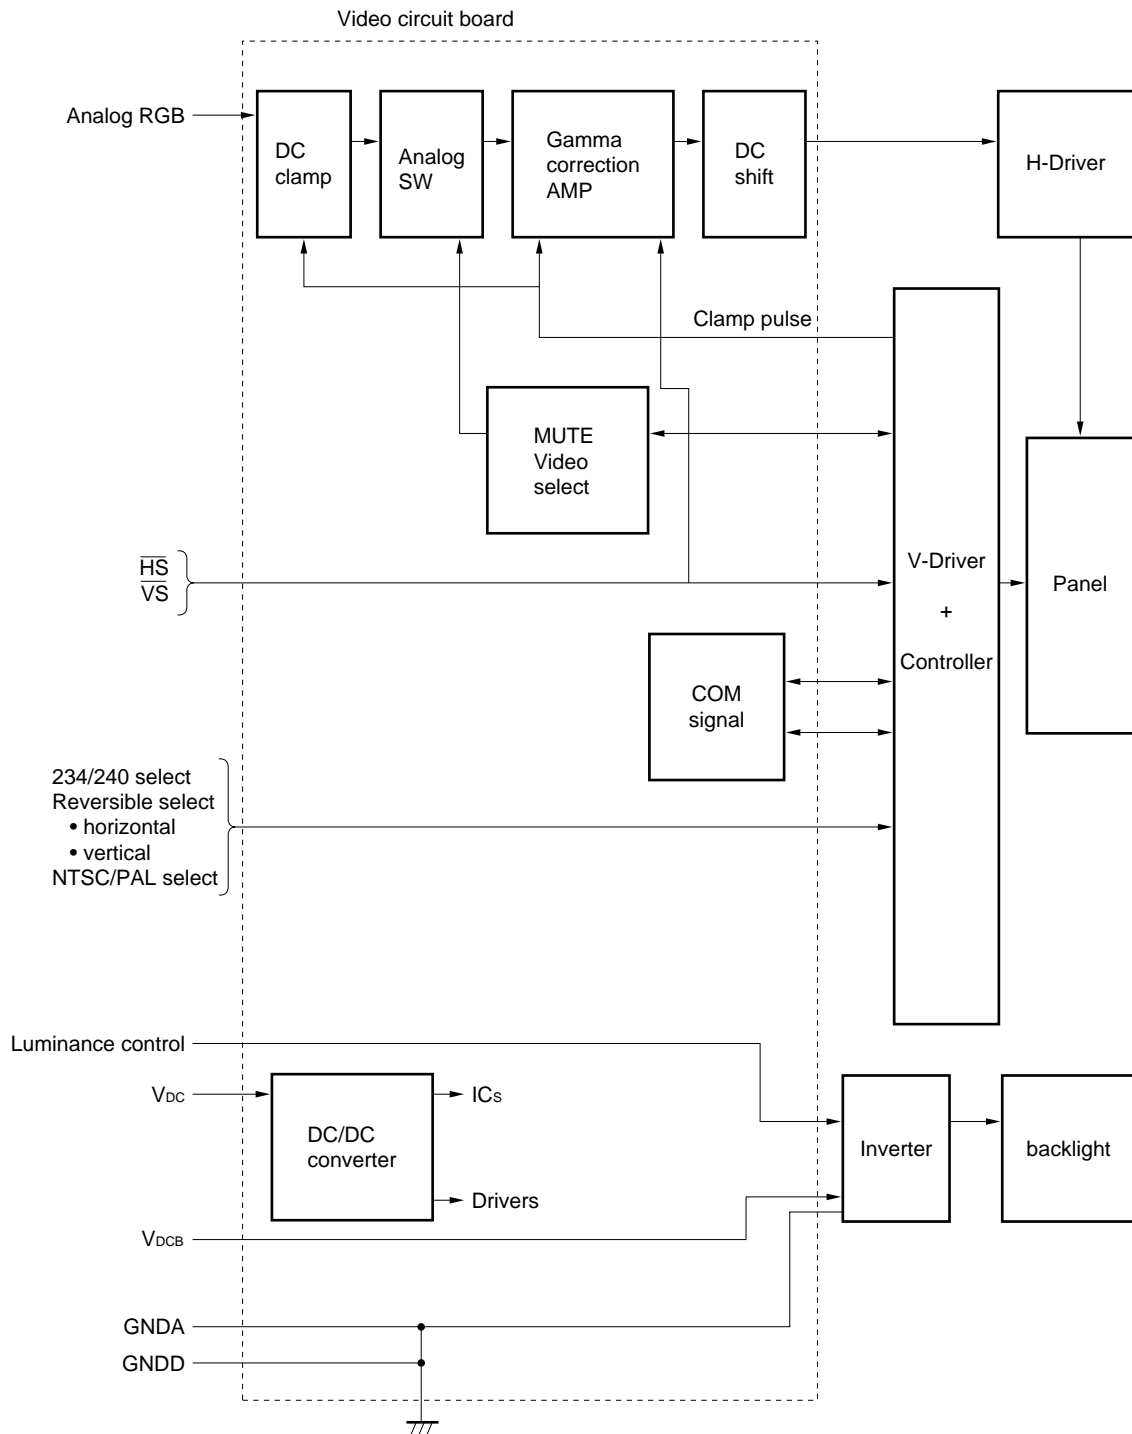 Video circuit board
Analog RGB
DC
clamp
Analog
SW
Gamma
correction
AMP
DC
shift
H-Driver
Clamp pulse
MUTE
Video
select
HS
VS
V-Driver
+
Controller
Panel
COM
signal
234/240 select
Reversible select
• horizontal
• vertical
NTSC/PAL select
Luminance control
VDC
DC/DC
converter
ICS
Drivers
Inverter
backlight
VDCB
GNDA
GNDD